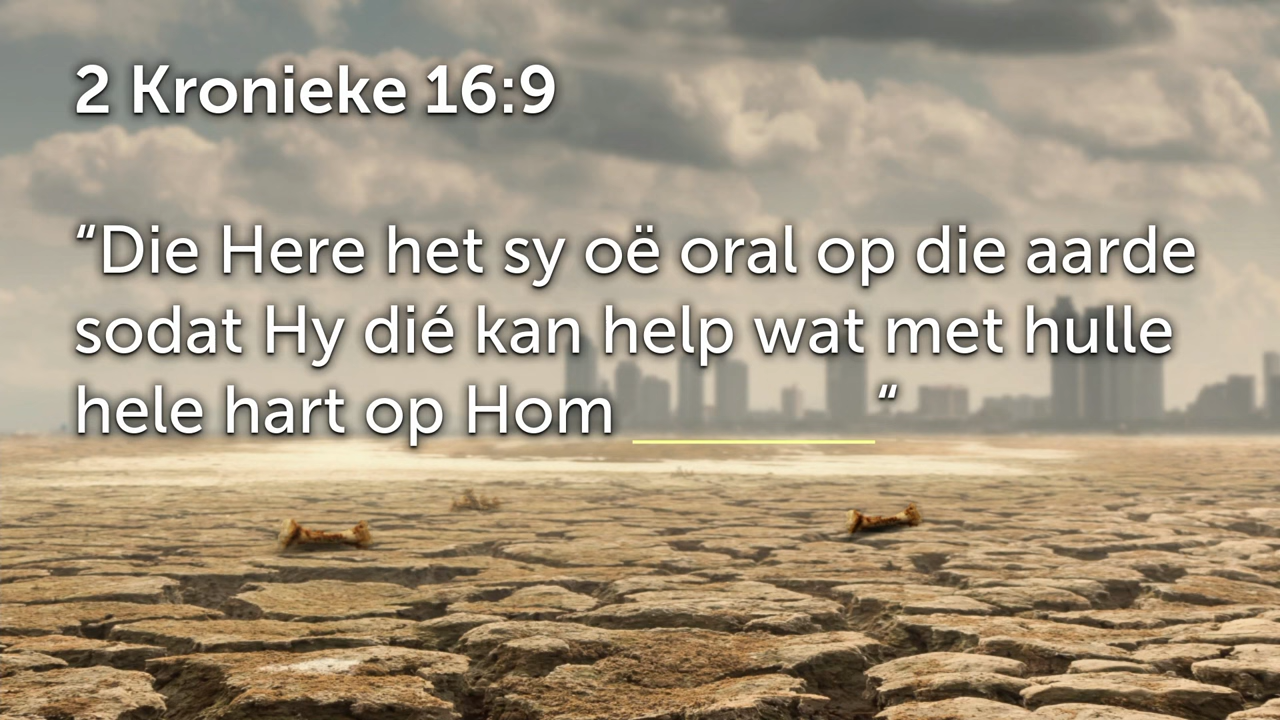 2 Kronieke 16:9
“Die Here het sy oë oral op die aarde
sodat Hy dié kan help wat met hulle
hele hart op Hom __________“